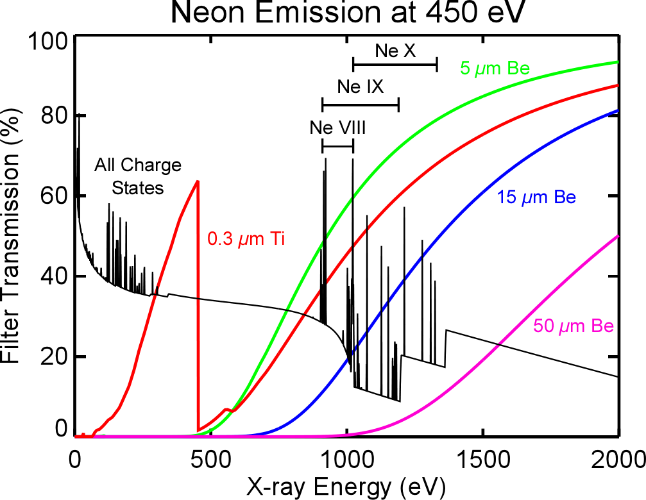 Neon Emission at 450 eV
Ne X
5 µm Be
Ne IX
Ne VIII
All Charge
States
15 µm Be
0.3 µm Ti
50 µm Be
Filter Transmission (%)
100
80
60
40
20
0
0 500 1000 1500 2000
X-ray Energy (eV)